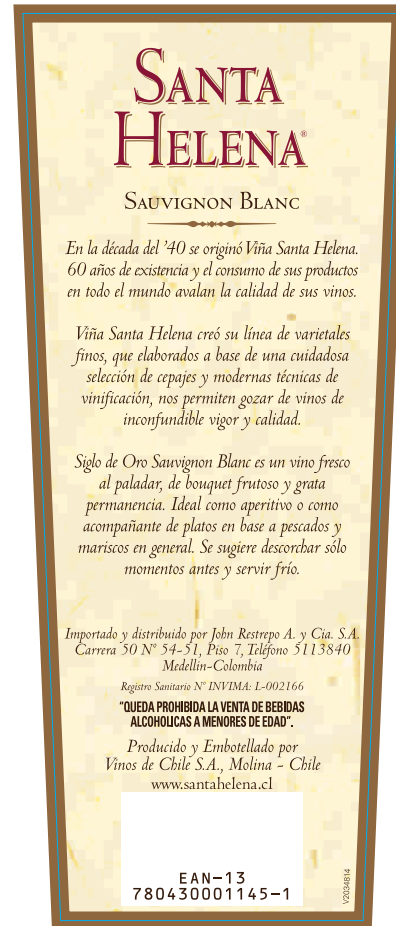 SANTA
HELENA®
SAUVIGNON BLANC
En la década del '40 se originó Viña Santa Helena.
60 años de existencia y el consumo de sus productos
en todo el mundo avalan la calidad de sus vinos.
Viña Santa Helena creó su línea de varietales
finos, que elaborados a base de una cuidadosa
selección de cepajes y modernas técnicas de
vinificación, nos permiten gozar de vinos de
inconfundible vigor y calidad.
Siglo de Oro Sauvignon Blanc es un vino fresco
al paladar, de bouquet frutoso y grata
permanencia. Ideal como aperitivo o como
acompañante de platos en base a pescados y
mariscos en general. Se sugiere descorchar sólo
momentos antes y servir frío.
Importado y distribuido por John Restrepo A. y Cia. S.A.
Carrera 50 Nº 54-51, Piso 7, Teléfono 5113840
Medellin-Colombia
Registro Sanitario Nº INVIMA: L-002166
"QUEDA PROHIBIDA LA VENTA DE BEBIDAS
ALCOHOLICAS A MENORES DE EDAD".
Producido y Embotellado por
Vinos de Chile S.A., Molina - Chile
www.santahelena.cl
EAN-13
780430001145-1
V2034814